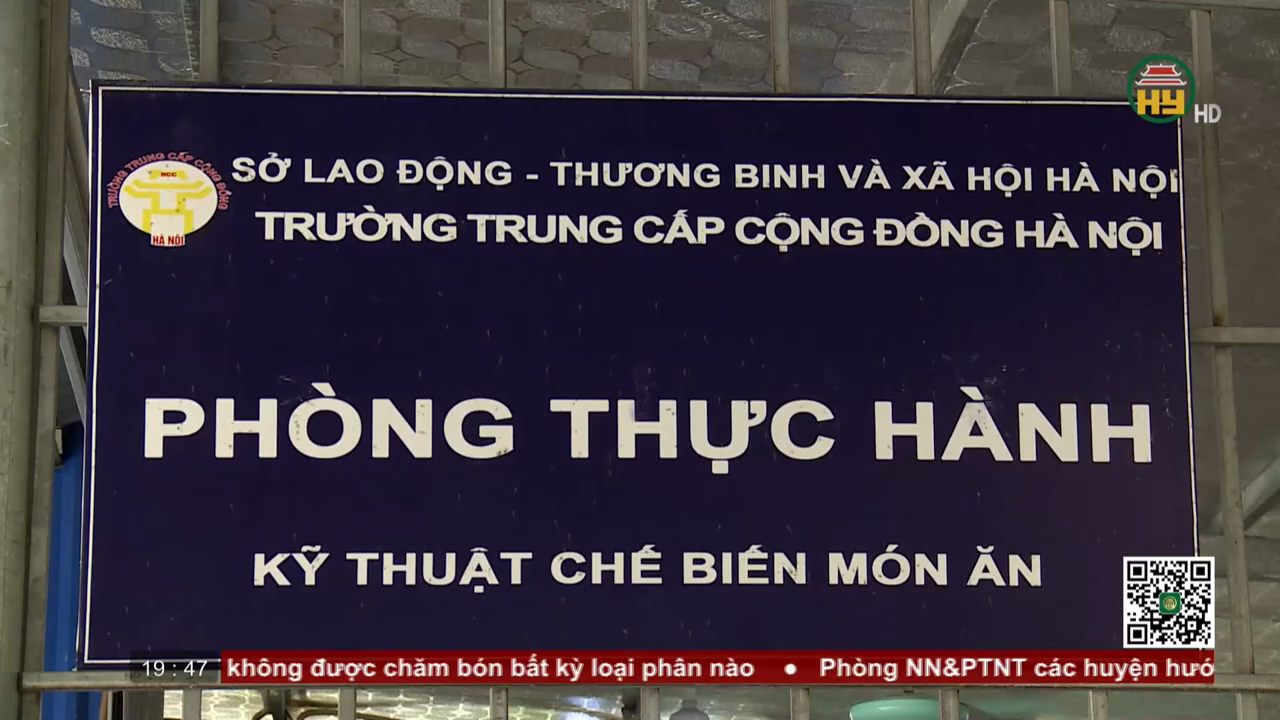 HY HD
TRƯỜNG TRUNG CẤP CỘNG ĐỒNG
HCC
HÀ NỘI
SỞ LAO ĐỘNG - THƯƠNG BINH VÀ XÃ HỘI HÀ NỘI
TRƯỜNG TRUNG CẤP CỘNG ĐỒNG HÀ NỘI
PHÒNG THỰC HÀNH
KỸ THUẬT CHẾ BIẾN MÓN ĂN
19 : 47 không được chăm bón bất kỳ loại phân nào ● Phòng NN&PTNT các huyện hướ